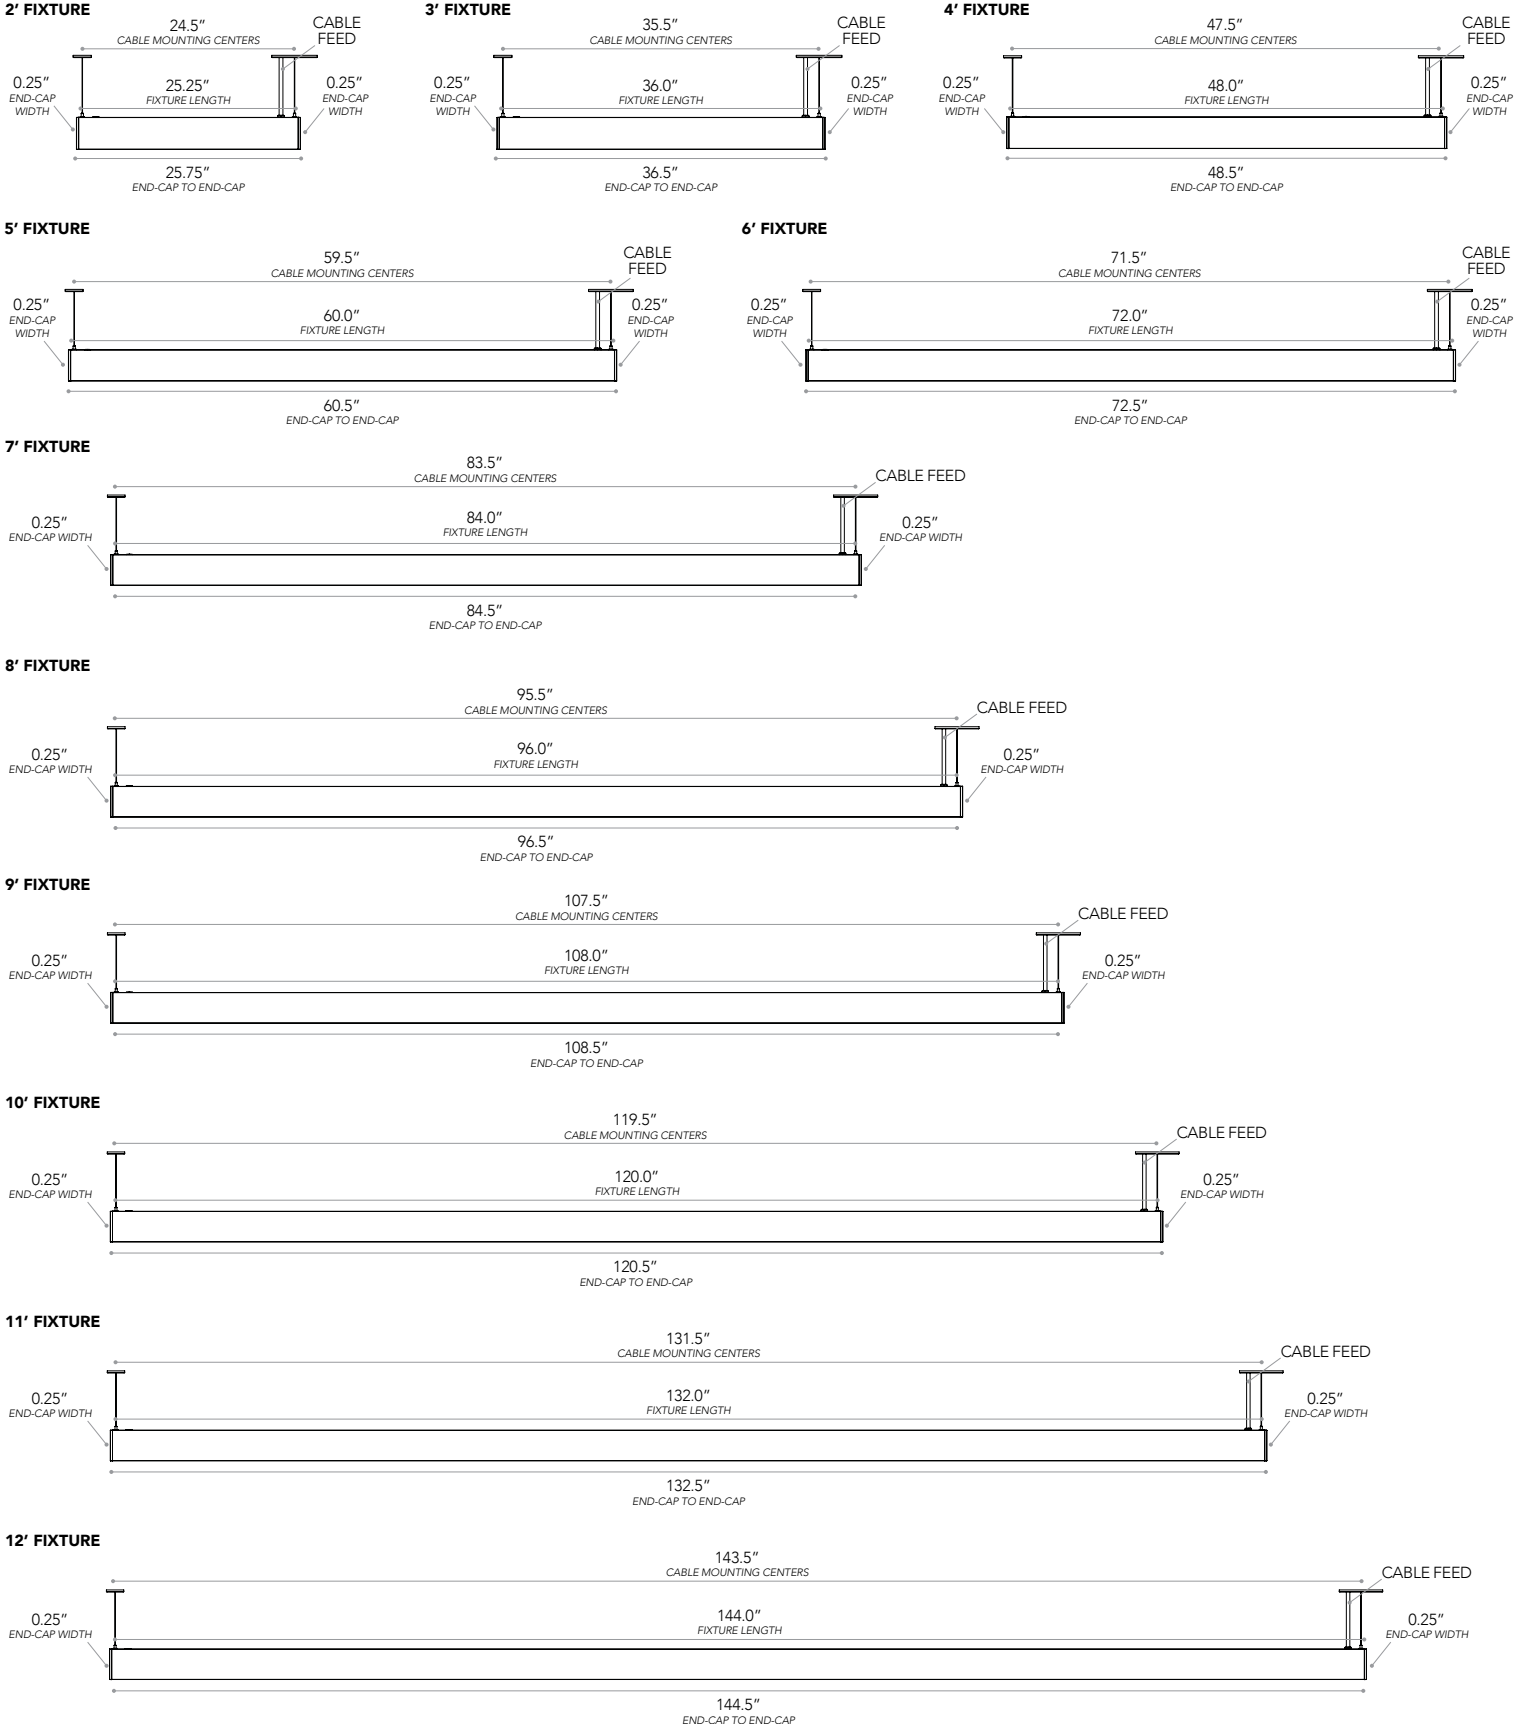 2’ FIXTURE
24.5”
CABLE MOUNTING CENTERS
CABLE
FEED
0.25”
END-CAP
WIDTH
25.25”
FIXTURE LENGTH
0.25”
END-CAP
WIDTH
25.75”
END-CAP TO END-CAP
3’ FIXTURE
35.5”
CABLE MOUNTING CENTERS
CABLE
FEED
0.25”
END-CAP
WIDTH
36.0”
FIXTURE LENGTH
0.25”
END-CAP
WIDTH
36.5”
END-CAP TO END-CAP
4’ FIXTURE
47.5”
CABLE MOUNTING CENTERS
CABLE
FEED
0.25”
END-CAP
WIDTH
48.0”
FIXTURE LENGTH
0.25”
END-CAP
WIDTH
48.5”
END-CAP TO END-CAP
5’ FIXTURE
59.5”
CABLE MOUNTING CENTERS
CABLE
FEED
0.25”
END-CAP
WIDTH
60.0”
FIXTURE LENGTH
0.25”
END-CAP
WIDTH
60.5”
END-CAP TO END-CAP
6’ FIXTURE
71.5”
CABLE MOUNTING CENTERS
CABLE
FEED
0.25”
END-CAP
WIDTH
72.0”
FIXTURE LENGTH
0.25”
END-CAP
WIDTH
72.5”
END-CAP TO END-CAP
7’ FIXTURE
83.5”
CABLE MOUNTING CENTERS
CABLE FEED
0.25”
END-CAP WIDTH
84.0”
FIXTURE LENGTH
0.25”
END-CAP WIDTH
84.5”
END-CAP TO END-CAP
8’ FIXTURE
95.5”
CABLE MOUNTING CENTERS
CABLE FEED
0.25”
END-CAP WIDTH
96.0”
FIXTURE LENGTH
0.25”
END-CAP WIDTH
96.5”
END-CAP TO END-CAP
9’ FIXTURE
107.5”
CABLE MOUNTING CENTERS
CABLE FEED
0.25”
END-CAP WIDTH
108.0”
FIXTURE LENGTH
0.25”
END-CAP WIDTH
108.5”
END-CAP TO END-CAP
10’ FIXTURE
119.5”
CABLE MOUNTING CENTERS
CABLE FEED
0.25”
END-CAP WIDTH
120.0”
FIXTURE LENGTH
0.25”
END-CAP WIDTH
120.5”
END-CAP TO END-CAP
11’ FIXTURE
131.5”
CABLE MOUNTING CENTERS
CABLE FEED
0.25”
END-CAP WIDTH
132.0”
FIXTURE LENGTH
0.25”
END-CAP WIDTH
132.5”
END-CAP TO END-CAP
12’ FIXTURE
143.5”
CABLE MOUNTING CENTERS
CABLE FEED
0.25”
END-CAP WIDTH
144.0”
FIXTURE LENGTH
0.25”
END-CAP WIDTH
144.5”
END-CAP TO END-CAP